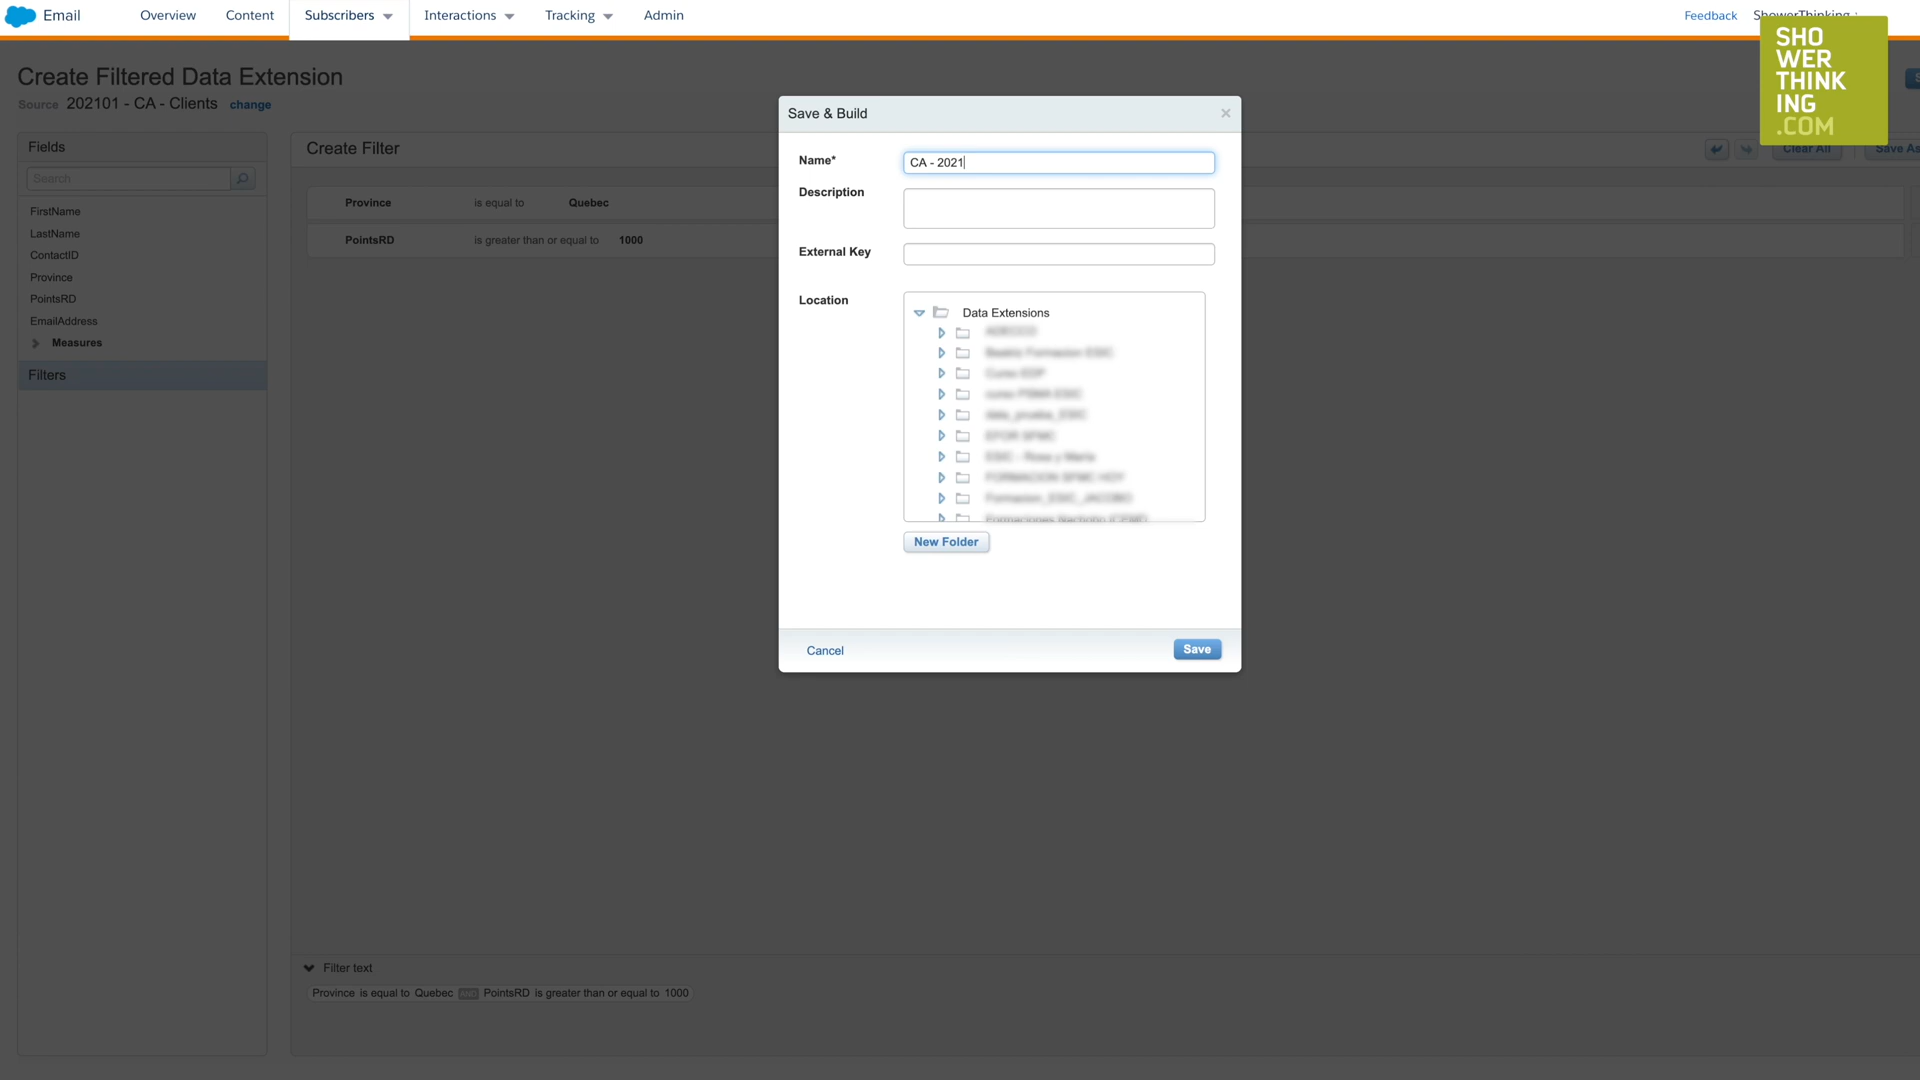 Email
Overview
Content
Subscribers
Interactions
Tracking
Admin
Feedback
ShowerThinking
SHO
WER
THINK
ING
.COM
Create Filtered Data Extension
Source 202101 - CA - Clients change
Fields
Search
FirstName
LastName
ContactID
Province
PointsRD
EmailAddress
Measures
Filters
Create Filter
Clear All
Save As
Province is equal to Quebec
PointsRD is greater than or equal to 1000
Save & Build
Name* CA - 2021
Description
External Key
Location
Data Extensions
New Folder
Cancel
Save
Filter text
Province is equal to Quebec AND PointsRD is greater than or equal to 1000